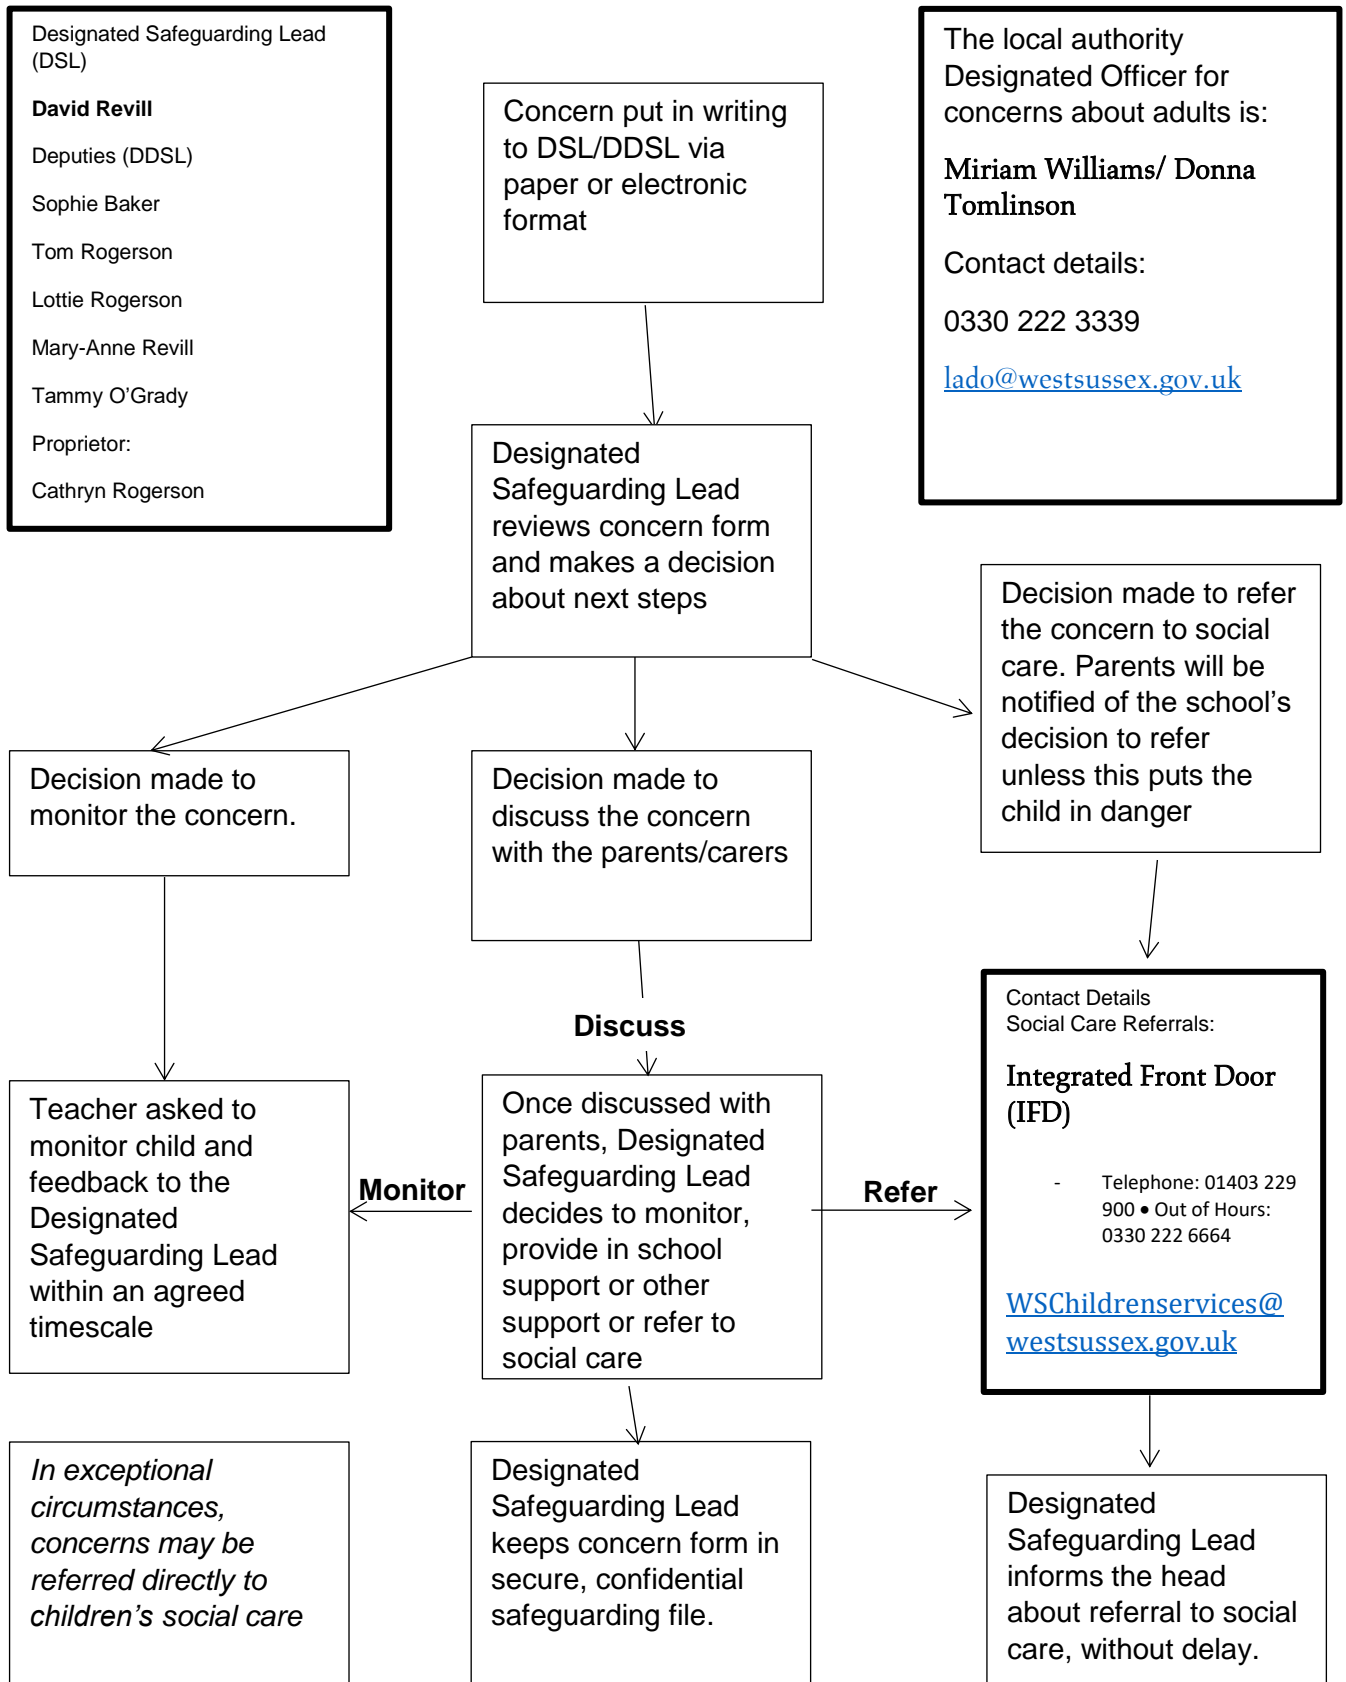 Designated Safeguarding Lead
(DSL)
David Revill
Deputies (DDSL)
Sophie Baker
Tom Rogerson
Lottie Rogerson
Mary-Anne Revill
Tammy O’Grady
Proprietor:
Cathryn Rogerson
Concern put in writing
to DSL/DDSL via
paper or electronic
format
The local authority
Designated Officer for
concerns about adults is:
Miriam Williams/ Donna
Tomlinson
Contact details:
0330 222 3339
lado@westsussex.gov.uk
Designated
Safeguarding Lead
reviews concern form
and makes a decision
about next steps
Decision made to refer
the concern to social
care. Parents will be
notified of the school’s
decision to refer
unless this puts the
child in danger
Decision made to
monitor the concern.
Decision made to
discuss the concern
with the parents/carers
Discuss
Contact Details
Social Care Referrals:
Integrated Front Door
(IFD)
- Telephone: 01403 229
900 • Out of Hours:
0330 222 6664
WSChildrenservices@
westsussex.gov.uk
Teacher asked to
monitor child and
feedback to the
Designated
Safeguarding Lead
within an agreed
timescale
Monitor
Once discussed with
parents, Designated
Safeguarding Lead
decides to monitor,
provide in school
support or other
support or refer to
social care
Refer
In exceptional
circumstances,
concerns may be
referred directly to
children’s social care
Designated
Safeguarding Lead
keeps concern form in
secure, confidential
safeguarding file.
Designated
Safeguarding Lead
informs the head
about referral to social
care, without delay.